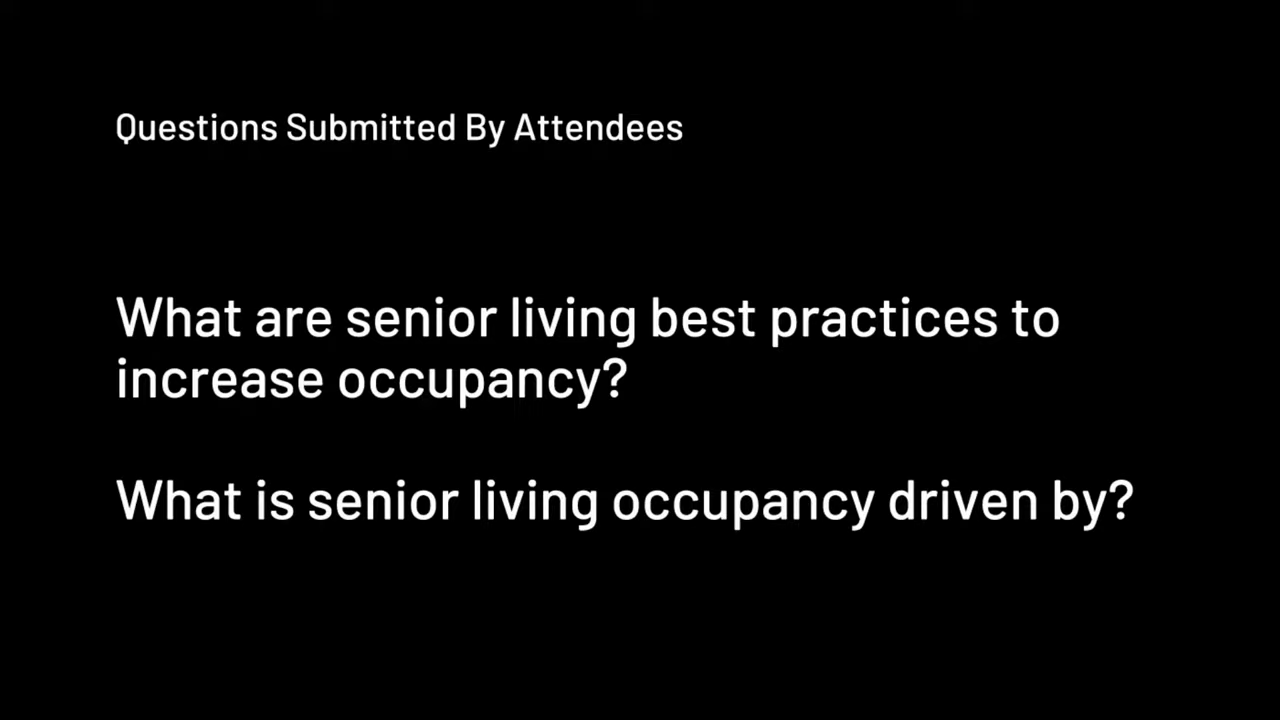 Questions Submitted By Attendees
What are senior living best practices to
increase occupancy?
What is senior living occupancy driven by?